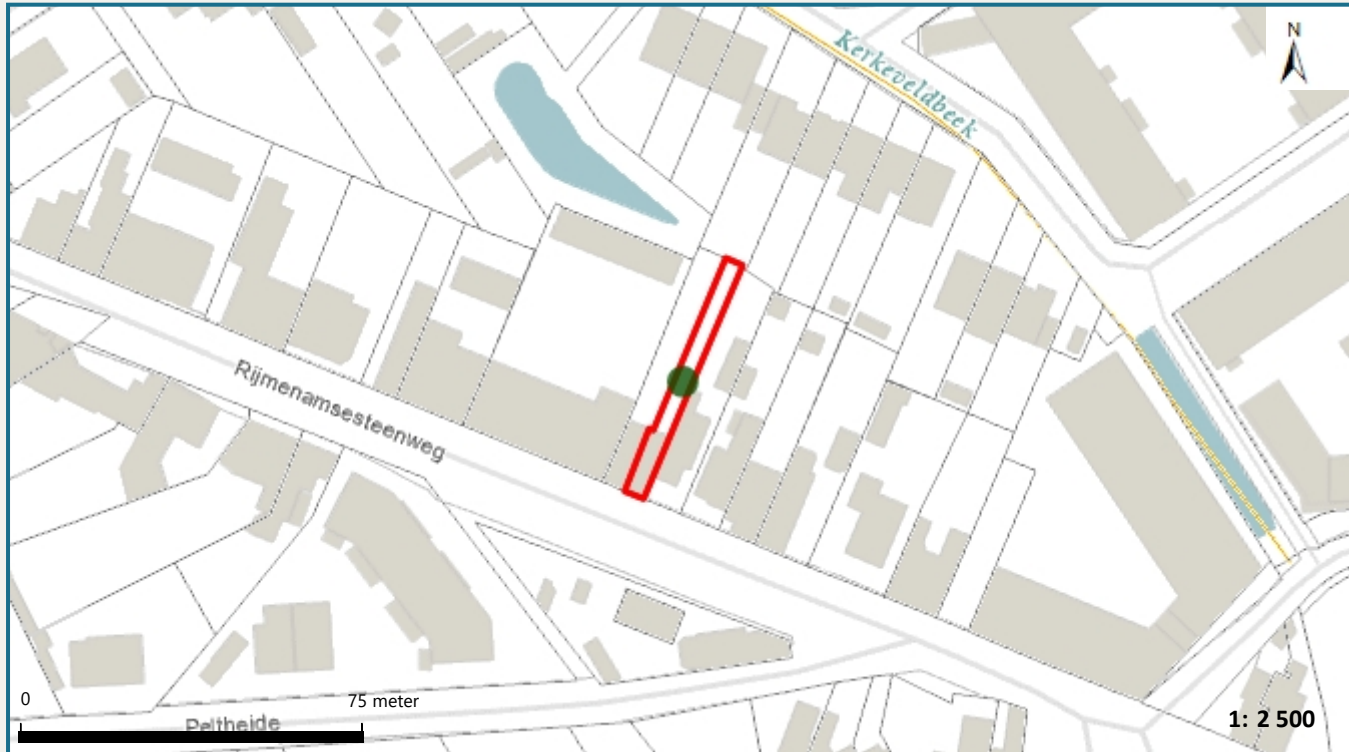 N
Kerkeveldbeek
Rijmenamsesteenweg
0
75 meter
Peltheide
1: 2 500